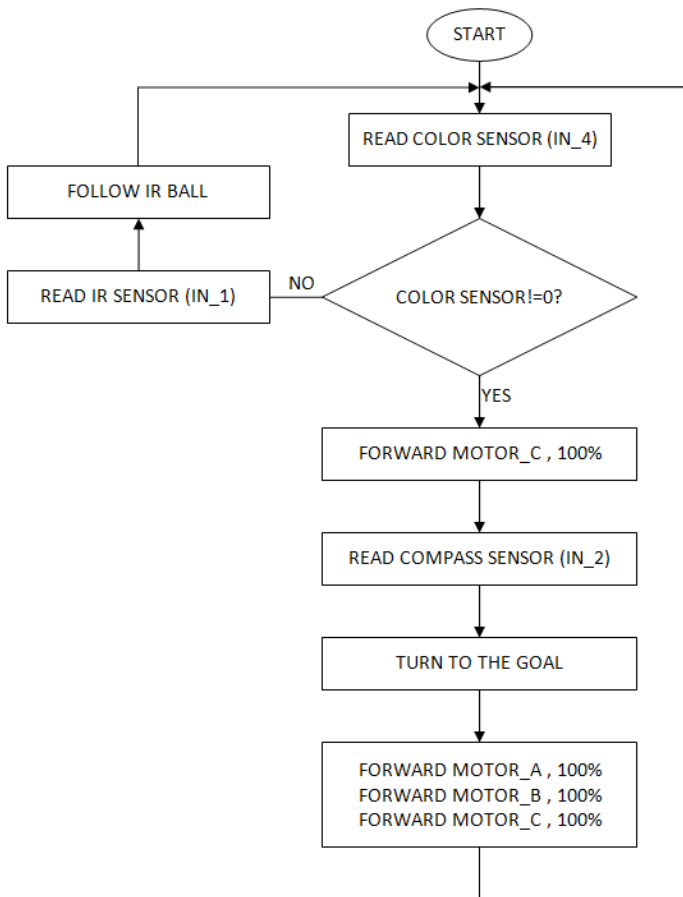 START
READ COLOR SENSOR (IN_4)
FOLLOW IR BALL
READ IR SENSOR (IN_1)
NO
COLOR SENSOR!=0?
YES
FORWARD MOTOR_C , 100%
READ COMPASS SENSOR (IN_2)
TURN TO THE GOAL
FORWARD MOTOR_A , 100%
FORWARD MOTOR_B , 100%
FORWARD MOTOR_C , 100%